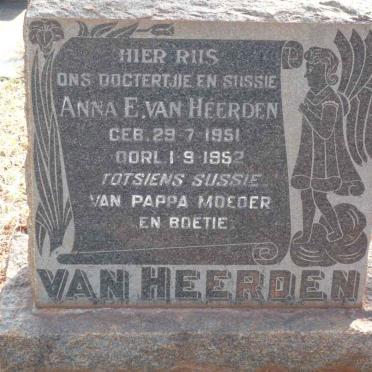 HIER RUS
ONS DOGTERTJIE EN SUSSIE
ANNA E. VAN HEERDEN
GEB. 29·7·1951
OORL 1·9·1952
TOTSIENS SUSSIE
VAN PAPPA MOEDER
EN BOETIE
VAN HEERDEN